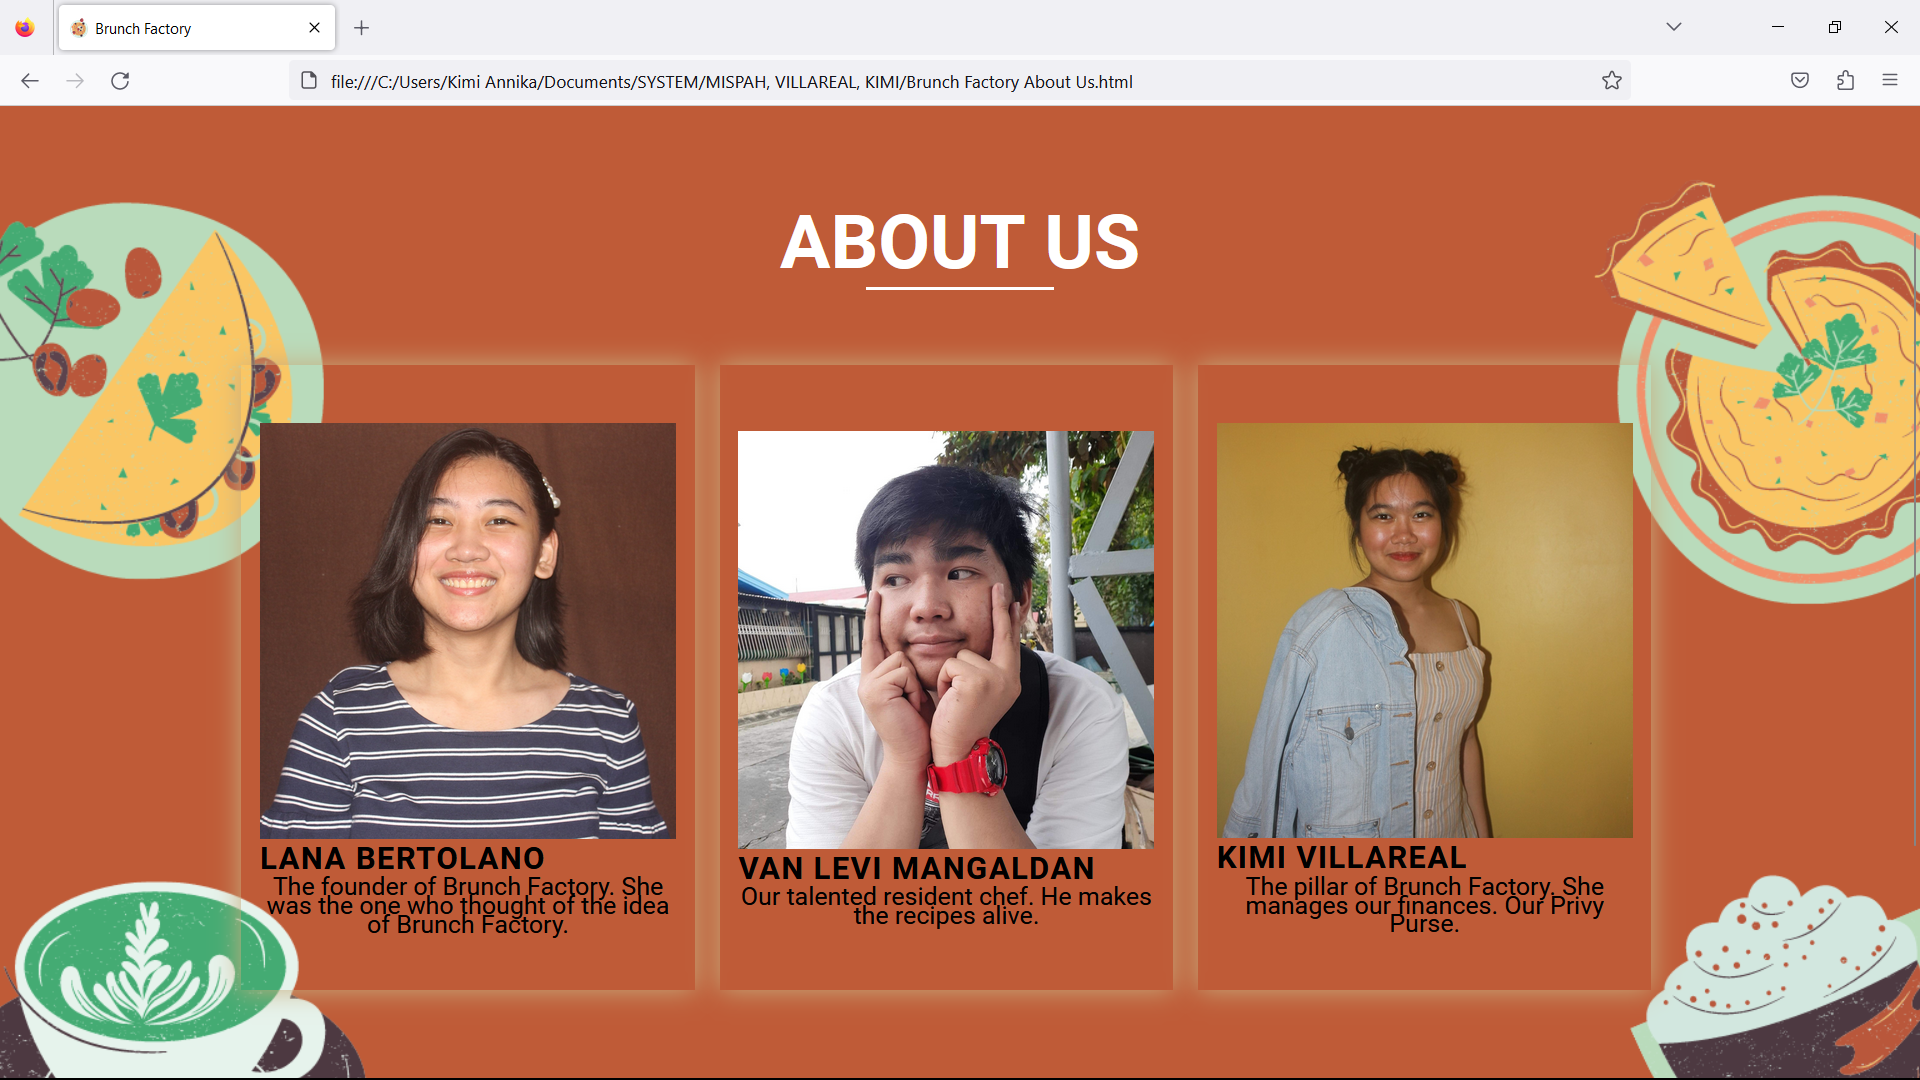 Brunch Factory
file:///C:/Users/Kimi Annika/Documents/SYSTEM/MISPAH, VILLAREAL, KIMI/Brunch Factory About Us.html
ABOUT US
LANA BERTOLANO
The founder of Brunch Factory. She
was the one who thought of the idea
of Brunch Factory.
VAN LEVI MANGALDAN
Our talented resident chef. He makes
the recipes alive.
KIMI VILLAREAL
The pillar of Brunch Factory. She
manages our finances. Our Privy
Purse.